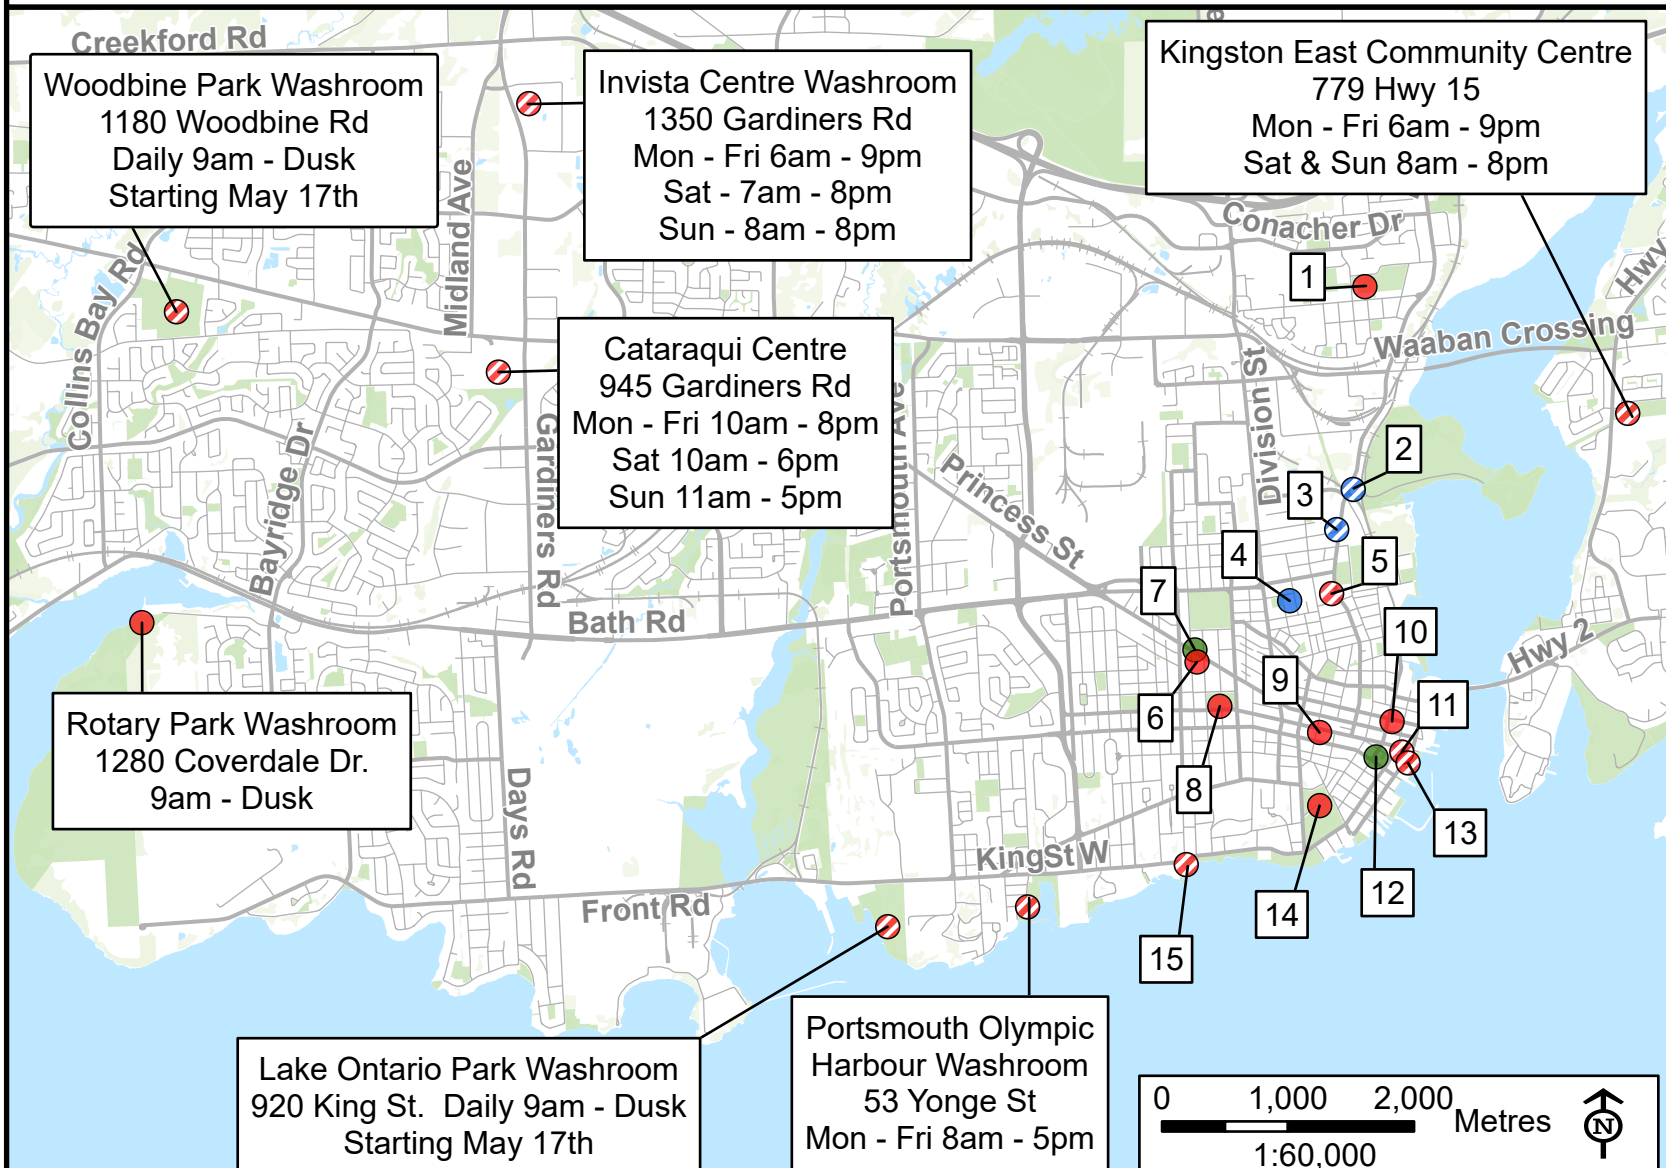 Creekford Rd
Woodbine Park Washroom
1180 Woodbine Rd
Daily 9am - Dusk
Starting May 17th
Invista Centre Washroom
1350 Gardiners Rd
Mon - Fri 6am - 9pm
Sat - 7am - 8pm
Sun - 8am - 8pm
Kingston East Community Centre
779 Hwy 15
Mon - Fri 6am - 9pm
Sat & Sun 8am - 8pm
Midland Ave
Conacher Dr
Hwy
1
Collins Bay Rd
Waaban Crossing
Cataraqui Centre
945 Gardiners Rd
Mon - Fri 10am - 8pm
Sat 10am - 6pm
Sun 11am - 5pm
Division St
Portsmouth Ave
Gardiners Rd
Bayridge Dr
Princess St
2
3
4
5
7
Bath Rd
10
Hwy 2
9
11
6
8
Rotary Park Washroom
1280 Coverdale Dr.
9am - Dusk
Days Rd
13
KingSt W
12
Front Rd
14
15
Lake Ontario Park Washroom
920 King St. Daily 9am - Dusk
Starting May 17th
Portsmouth Olympic
Harbour Washroom
53 Yonge St
Mon - Fri 8am - 5pm
0 1,000 2,000
Metres
N
1:60,000